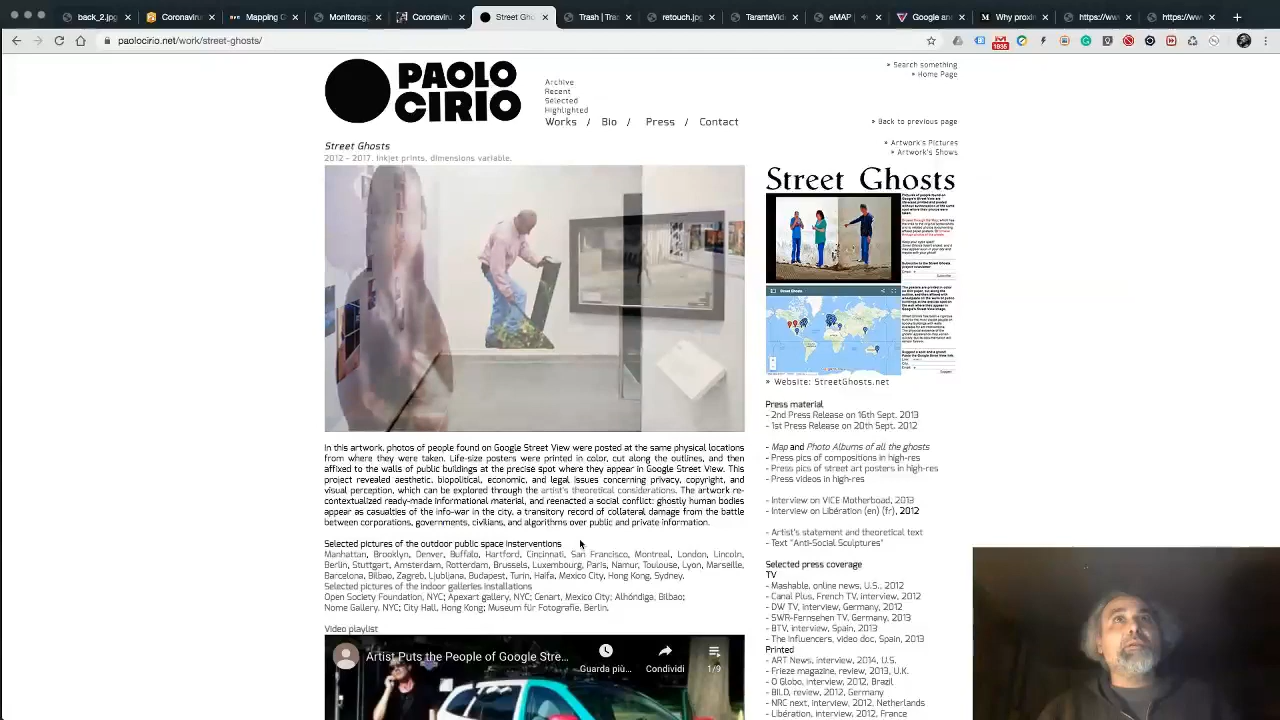 back_2.jpg
Coronavirus
Mapping C
Monitoragg
Coronaviru
Street Gho
Trash | Tra
retouch.jpg
TarantaVid
eMAP
Google an
Why proxim
https://ww
https://ww
paolocirio.net/work/street-ghosts/
1935
PAOLO
CIRIO
Archive
Recent
Selected
Highlighted
Works / Bio / Press / Contact
» Search something
» Home Page
» Back to previous page
Street Ghosts
2012 – 2017. Inkjet prints, dimensions variable.
» Artwork's Pictures
» Artwork's Shows
In this artwork, photos of people found on Google Street View were posted at the same physical locations
from where they were taken. Life-size posters were printed in color, cut along the outlines, and then
affixed to the walls of public buildings at the precise spot where they appear in Google Street View. This
project revealed aesthetic, biopolitical, economic, and legal issues concerning privacy, copyright, and
visual perception, which can be explored through the artist's theoretical considerations. The artwork re-
contextualized ready-made informational material, and reenacted a social conflict: ghostly human bodies
appear as casualties of the info-war in the city, a transitory record of collateral damage from the battle
between corporations, governments, civilians, and algorithms over public and private information.
Selected pictures of the outdoor public space insterventions
Manhattan, Brooklyn, Denver, Buffalo, Hartford, Cincinnati, San Francisco, Montreal, London, Lincoln,
Berlin, Stuttgart, Amsterdam, Rotterdam, Brussels, Luxembourg, Paris, Namur, Toulouse, Lyon, Marseille,
Barcelona, Bilbao, Zagreb, Ljubljana, Budapest, Turin, Haifa, Mexico City, Hong Kong, Sydney.
Selected pictures of the indoor galleries installations
Open Society Foundation, NYC; Apexart gallery, NYC; Cenart, Mexico City; Alhóndiga, Bilbao;
Nome Gallery, NYC; City Hall, Hong Kong; Museum für Fotografie, Berlin.
Video playlist
Artist Puts the People of Google Stre...
Guarda più...
Condividi
1/9
Street Ghosts
Street Ghosts
» Website: StreetGhosts.net
Press material
- 2nd Press Release on 16th Sept. 2013
- 1st Press Release on 20th Sept. 2012
- Map and Photo Albums of all the ghosts
- Press pics of compositions in high-res
- Press pics of street art posters in high-res
- Press videos in high-res
- Interview on VICE Motherboad, 2013
- Interview on Libération (en) (fr), 2012
- Artist's statement and theoretical text
- Text "Anti-Social Sculptures"
Selected press coverage
TV
- Mashable, online news, U.S., 2012
- Canal Plus, French TV, interview, 2012
- DW TV, interview, Germany, 2012
- SWR-Fernsehen TV, Germany, 2013
- BTV, interview, Spain, 2013
- The Influencers, video doc, Spain, 2013
Printed
- ART News, interview, 2014, U.S.
- Frieze magazine, review, 2013, U.K.
- O Globo, interview, 2012, Brazil
- BILD, review, 2012, Germany
- NRC next, interview, 2012, Netherlands
- Libération, interview, 2012, France